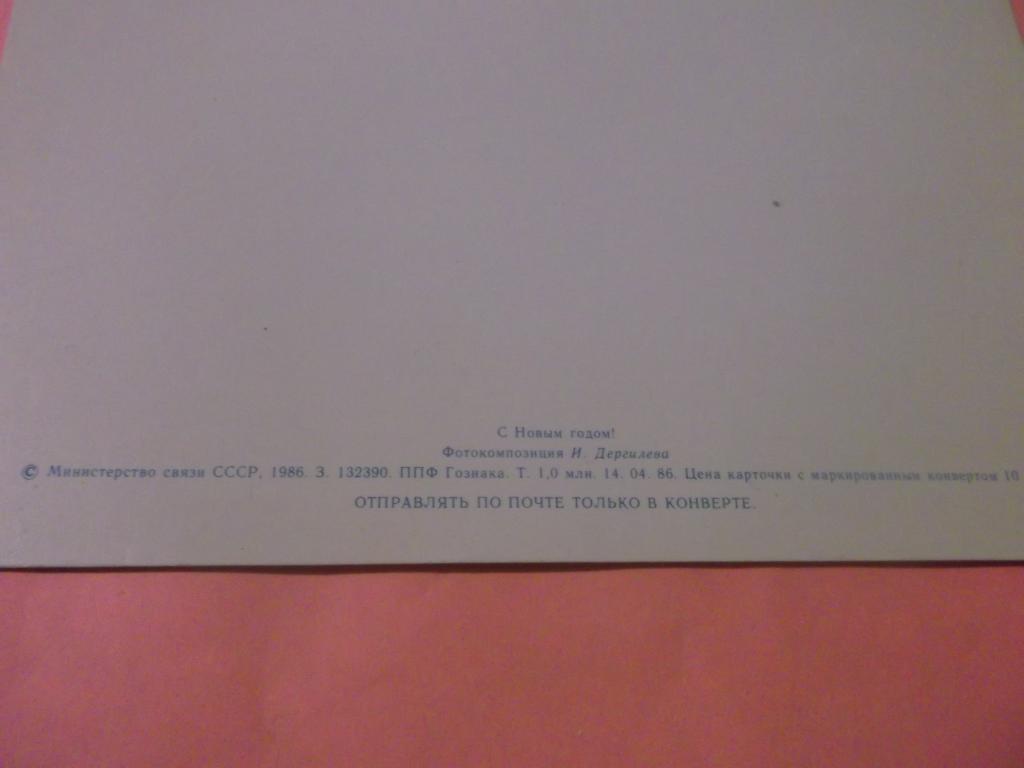 С Новым годом!
Фотокомпозиция И. Дергилева
© Министерство связи СССР, 1986. З. 132390. ППФ Гознака. Т. 1,0 млн. 14. 04. 86. Цена карточки с маркированным конвертом 10
ОТПРАВЛЯТЬ ПО ПОЧТЕ ТОЛЬКО В КОНВЕРТЕ.